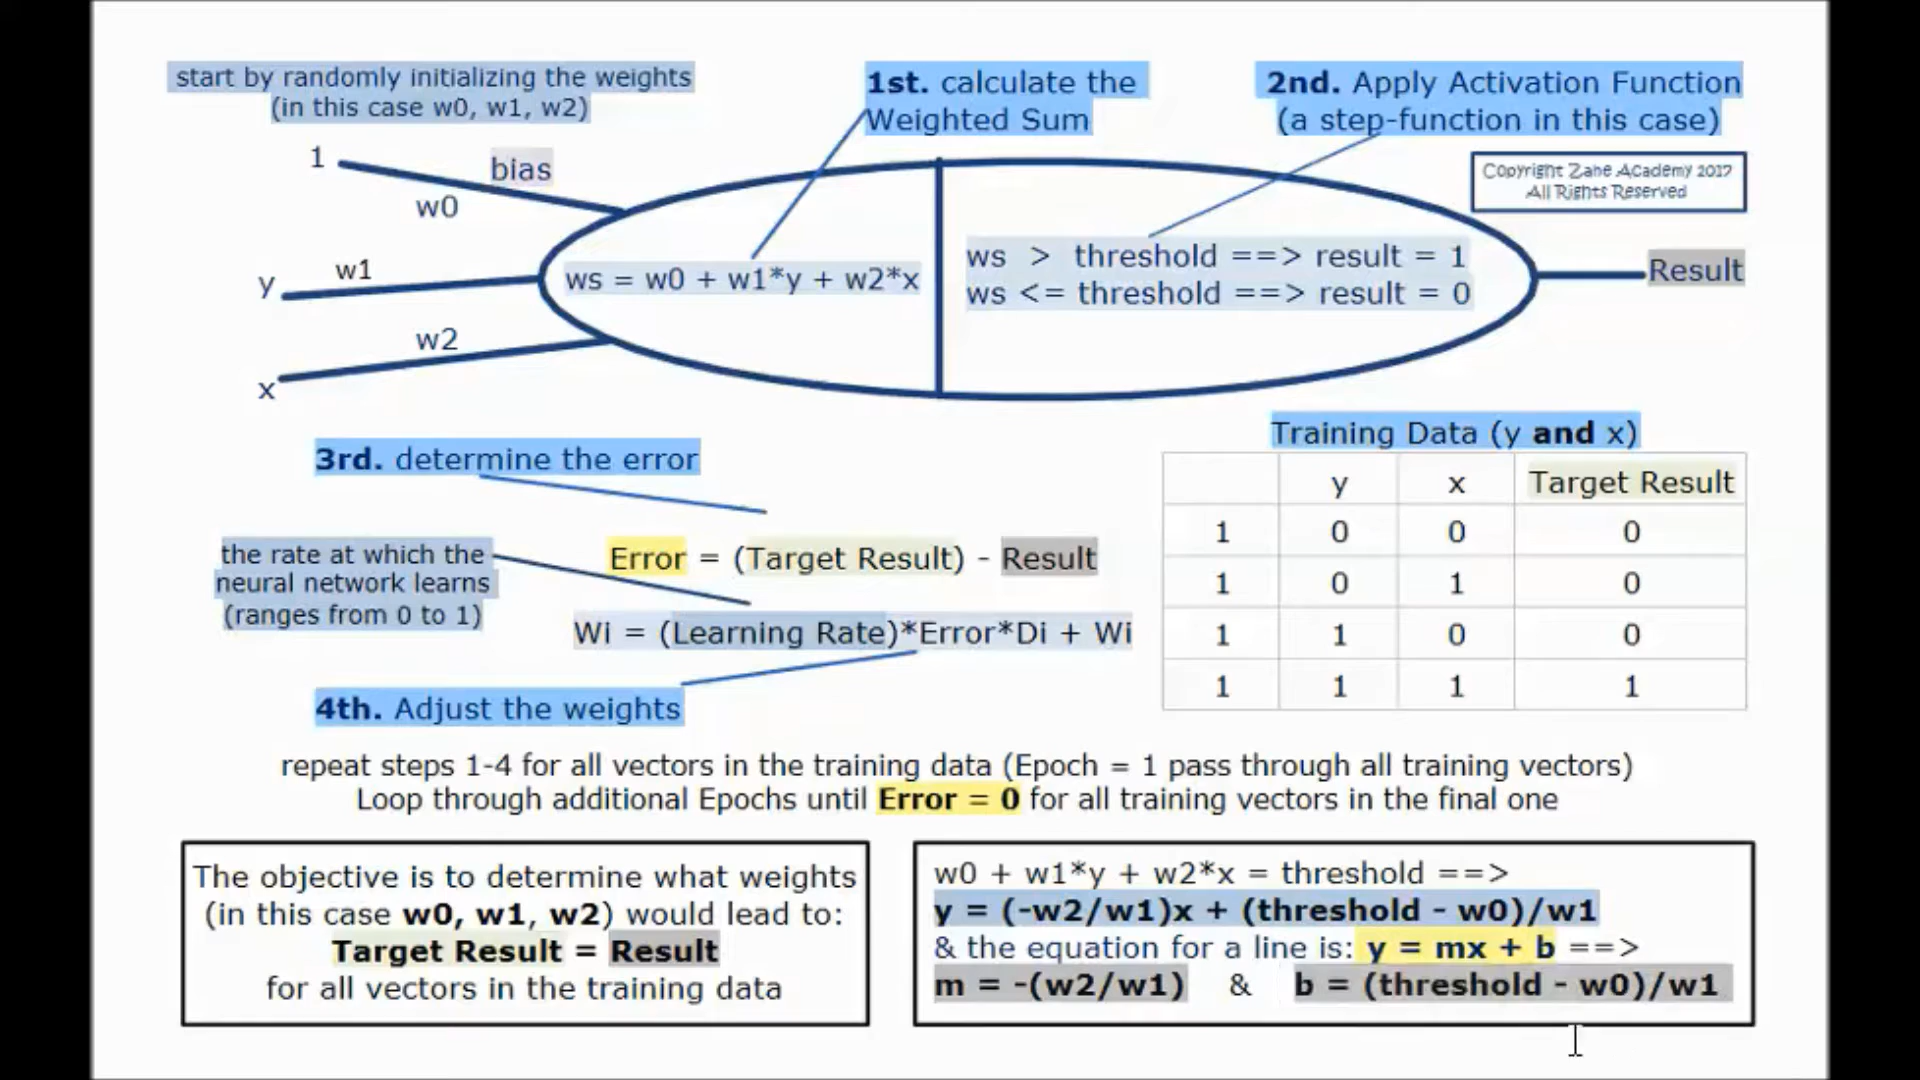 start by randomly initializing the weights
(in this case w0, w1, w2)
1st. calculate the
Weighted Sum
2nd. Apply Activation Function
(a step-function in this case)
Copyright Zahe Academy 2017
All Rights Reserved
1
bias
w0
y
w1
w2
x
ws = w0 + w1*y + w2*x
ws > threshold ==> result = 1
ws <= threshold ==> result = 0
Result
3rd. determine the error
the rate at which the
neural network learns
(ranges from 0 to 1)
Error = (Target Result) - Result
Wi = (Learning Rate)*Error*Di + Wi
4th. Adjust the weights
Training Data (y and x)
y x Target Result
1 0 0 0
1 0 1 0
1 1 0 0
1 1 1 1
repeat steps 1-4 for all vectors in the training data (Epoch = 1 pass through all training vectors)
Loop through additional Epochs until Error = 0 for all training vectors in the final one
The objective is to determine what weights
(in this case w0, w1, w2) would lead to:
Target Result = Result
for all vectors in the training data
w0 + w1*y + w2*x = threshold ==>
y = (-w2/w1)x + (threshold - w0)/w1
& the equation for a line is: y = mx + b ==>
m = -(w2/w1) & b = (threshold - w0)/w1